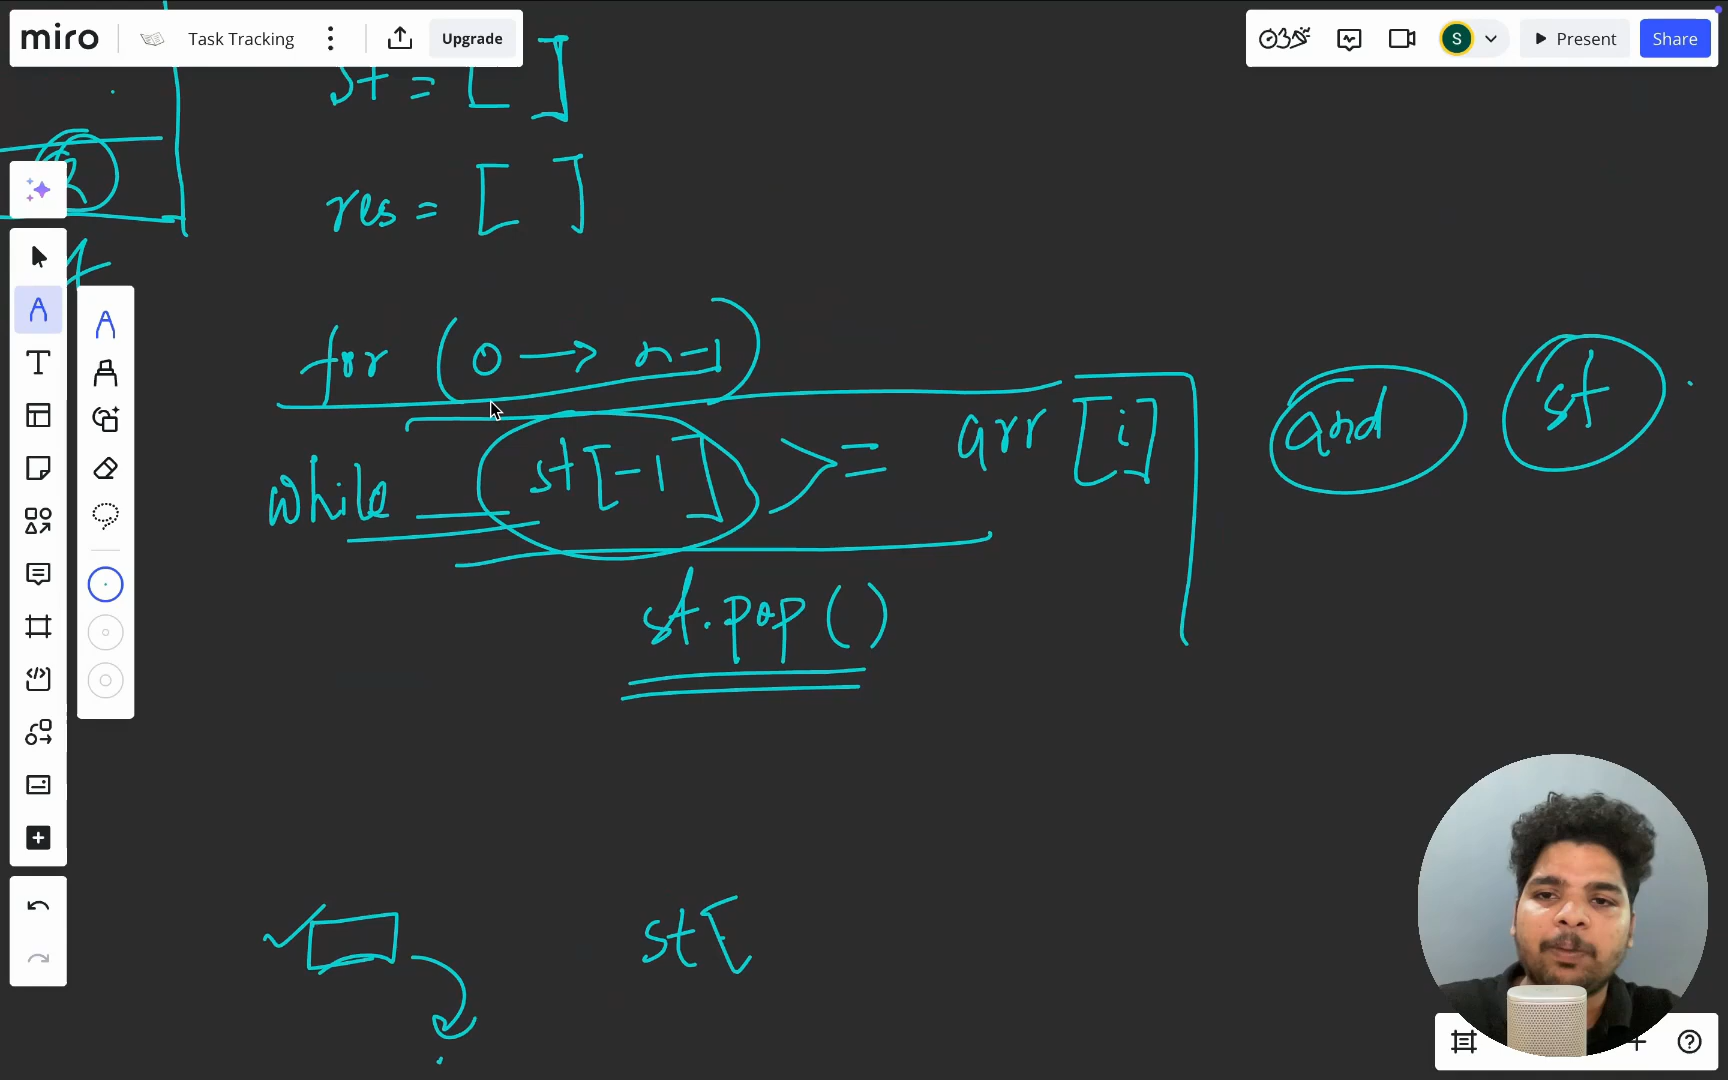 miro Task Tracking Upgrade
S Present Share
st = [ ]
res = [ ]
for (0 → n-1)
while st[-1] >= arr[i] and st
st.pop()
st[